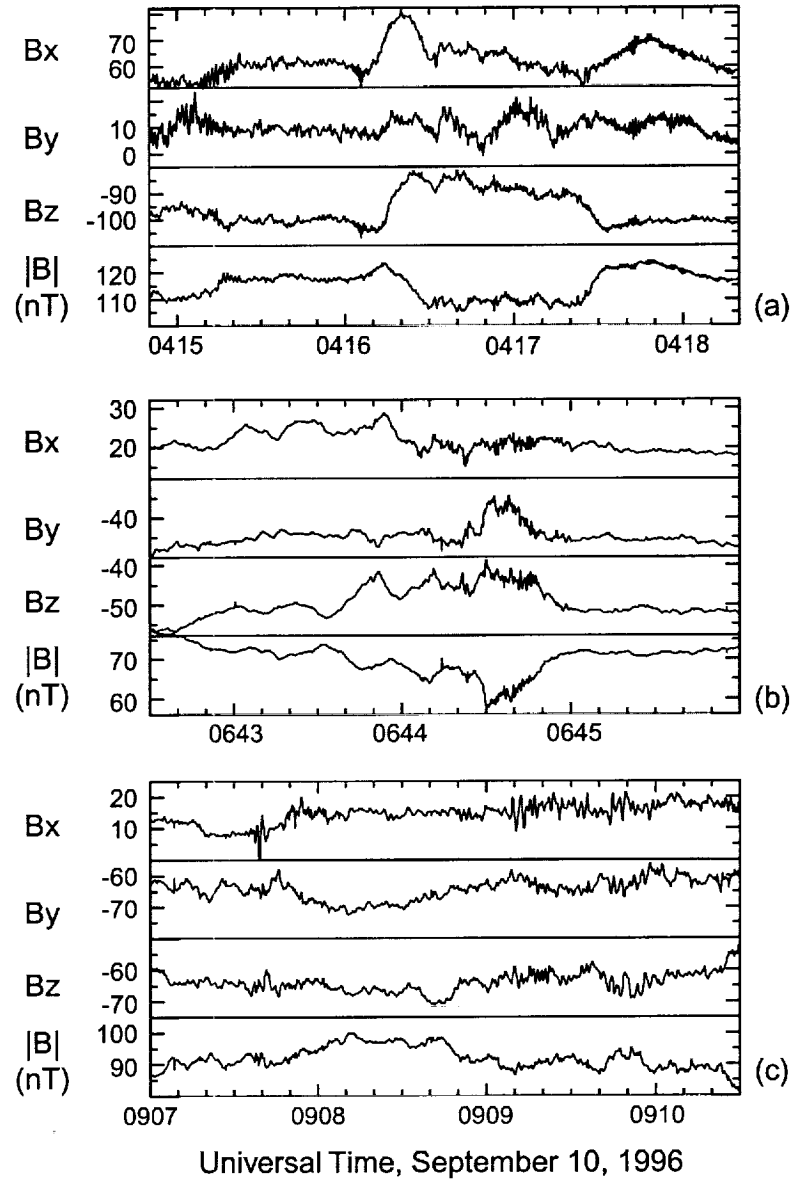 Bx
70
60
By
10
0
Bz
-90
-100
|B|
(nT)
120
110
0415 0416 0417 0418
(a)
Bx
30
20
By
-40
Bz
-40
-50
|B|
(nT)
70
60
0643 0644 0645
(b)
Bx
20
10
By
-60
-70
Bz
-60
-70
|B|
(nT)
100
90
0907 0908 0909 0910
(c)
Universal Time, September 10, 1996